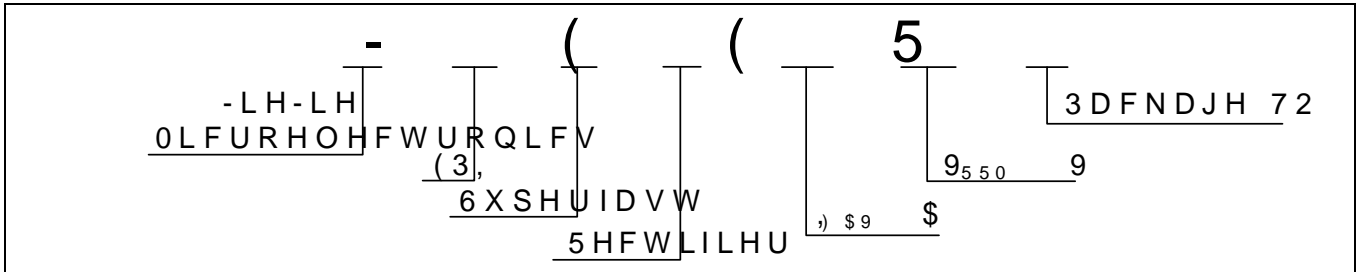 - ( ( 5
-LH-LH
0LFURHOHFWURQLFV
3DFNDJH 72
(3,
9550 9
6XSHUIDVW
,) $9 $
5HFWLILHU